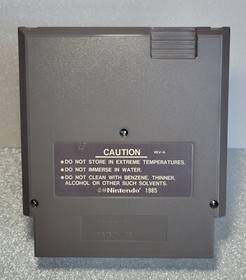 CAUTION REV-A
•DO NOT STORE IN EXTREME TEMPERATURES.
•DO NOT IMMERSE IN WATER.
•DO NOT CLEAN WITH BENZENE, THINNER,
ALCOHOL OR OTHER SUCH SOLVENTS.
©®Nintendo® 1985